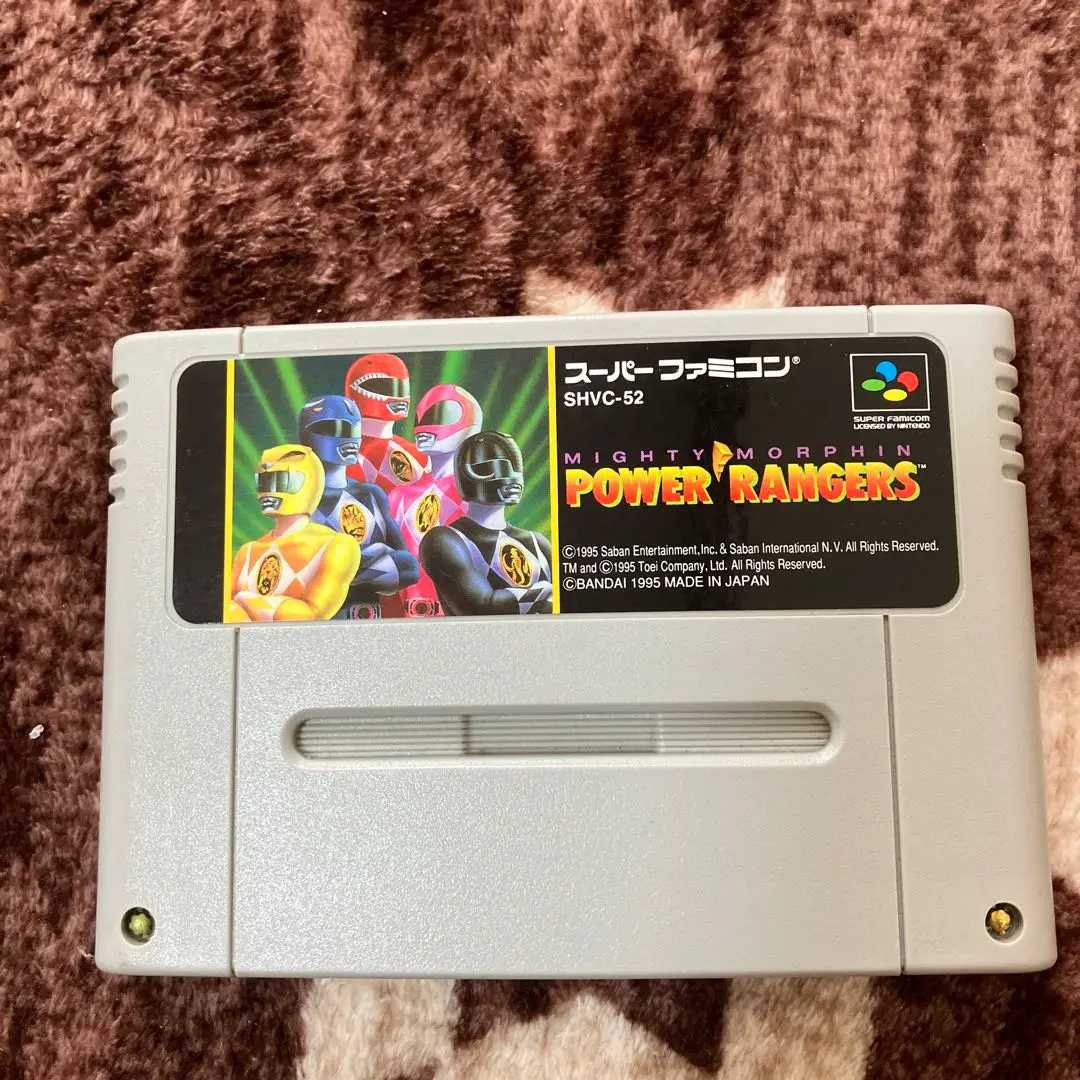 スーパーファミコン®
SHVC-52
SUPER FAMICOM
LICENSED BY NINTENDO
MIGHTY MORPHIN
POWER RANGERS™
©1995 Saban Entertainment, Inc. & Saban International N.V. All Rights Reserved.
TM and ©1995 Toei Company, Ltd. All Rights Reserved.
©BANDAI 1995 MADE IN JAPAN